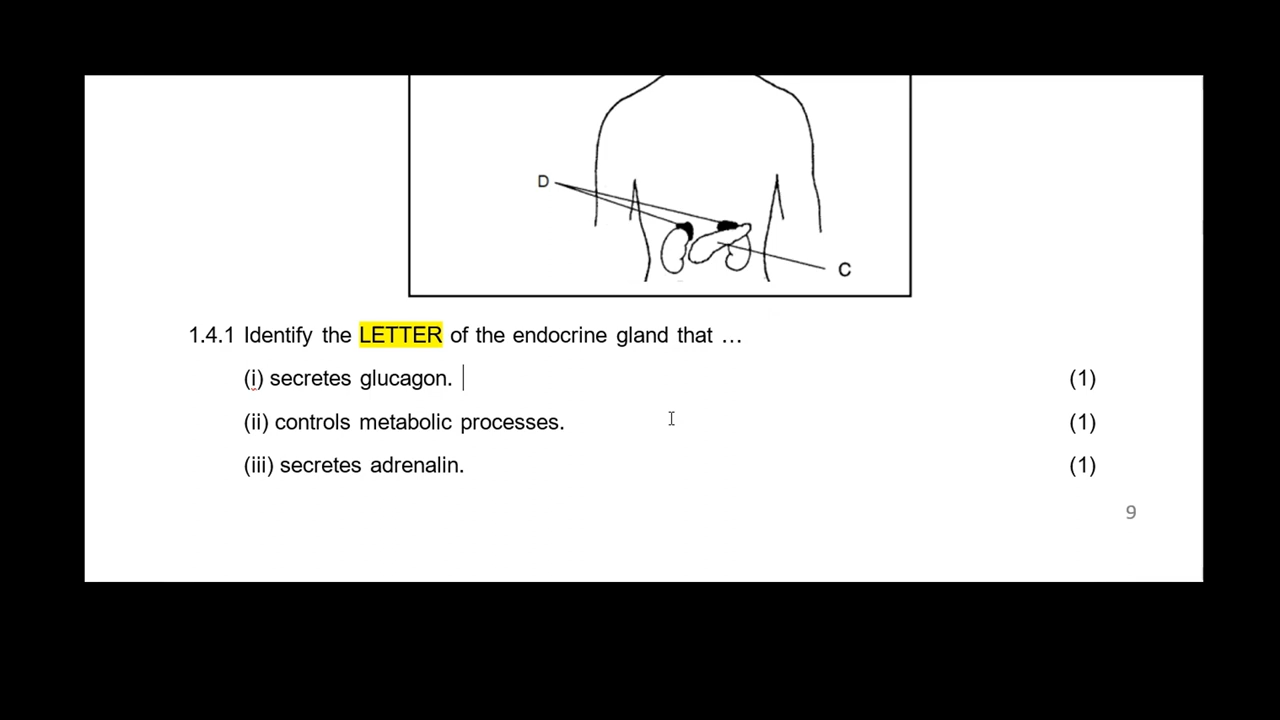 D
C
1.4.1 Identify the LETTER of the endocrine gland that …
(i) secretes glucagon. (1)
(ii) controls metabolic processes. (1)
(iii) secretes adrenalin. (1)
9